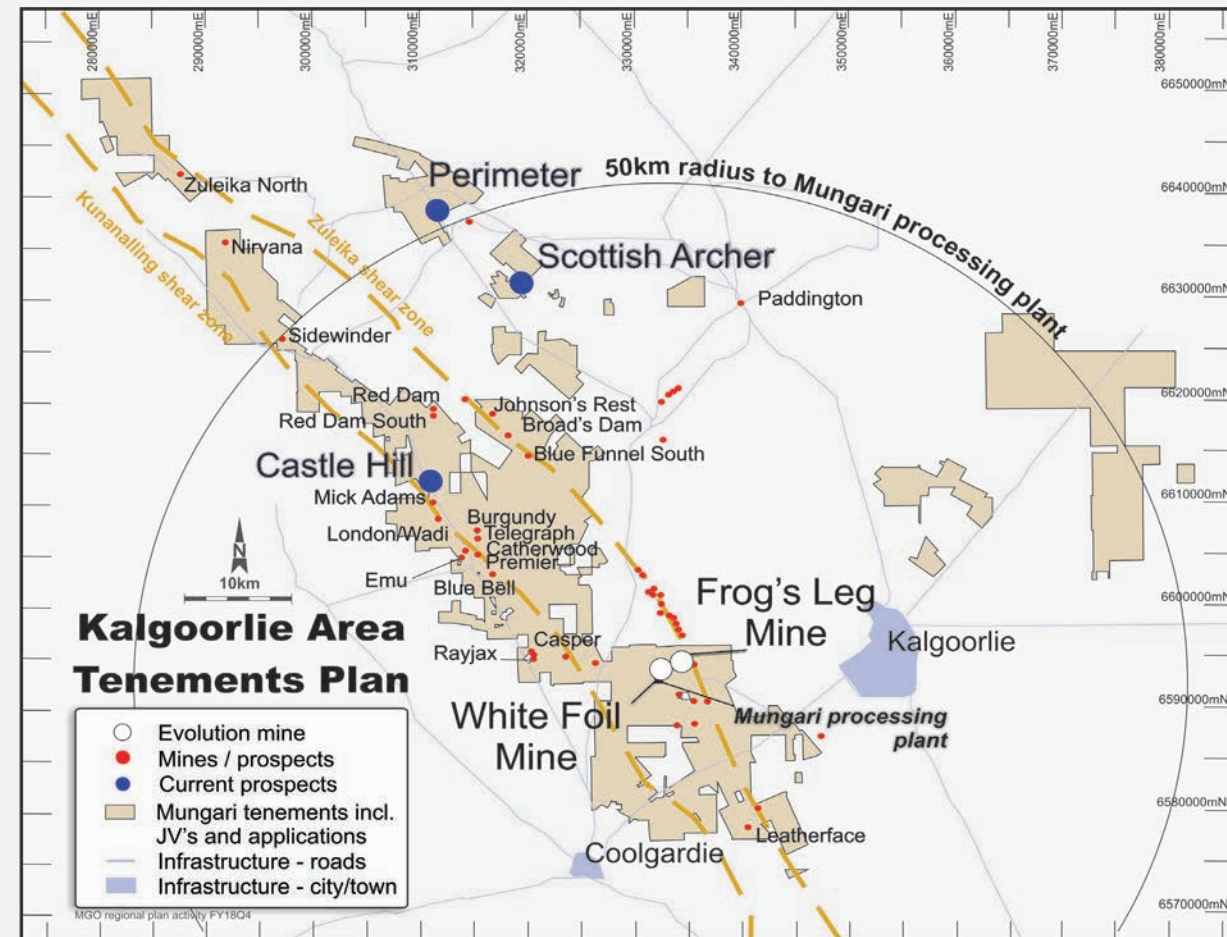 280000mE
290000mE
310000mE
310000mE
320000mE
330000mE
340000mE
350000mE
360000mE
370000mE
380000mE
6650000mN
6640000mN
6630000mN
6620000mN
6610000mN
6600000mN
6590000mN
6580000mN
6570000mN
50km radius to Mungari processing plant
Perimeter
Zuleika North
Kunanalling shear zone
Zuleika shear zone
Nirvana
Scottish Archer
Paddington
Sidewinder
Red Dam
Red Dam South
Johnson's Rest
Broad's Dam
Blue Funnel South
Castle Hill
Mick Adams
London/Wadi
Burgundy
Telegraph
Catherwood
Premier
Emu
Blue Bell
N
10km
Frog's Leg
Mine
Kalgoorlie
Casper
Rayjax
White Foil
Mine
Mungari processing
plant
Leatherface
Coolgardie
Kalgoorlie Area
Tenements Plan
Evolution mine
Mines / prospects
Current prospects
Mungari tenements incl.
JV's and applications
Infrastructure - roads
Infrastructure - city/town
MGO regional plan activity FY18Q4